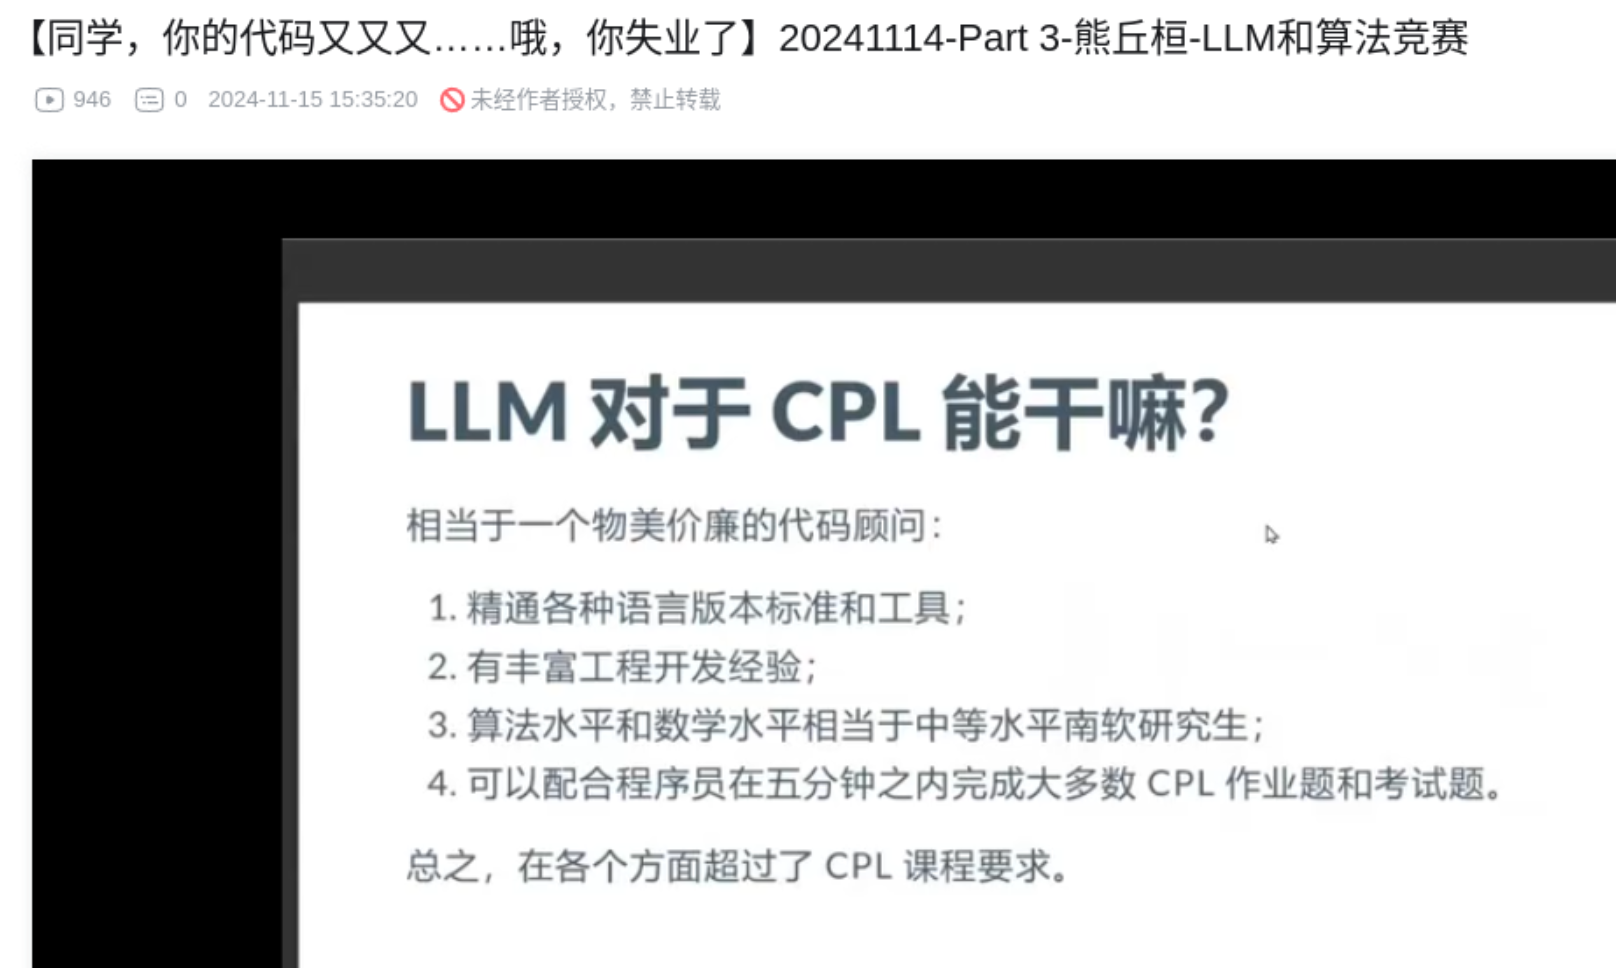 【同学，你的代码又又又……哦，你失业了】20241114-Part 3-熊丘桓-LLM和算法竞赛
946 0 2024-11-15 15:35:20 未经作者授权，禁止转载
LLM 对于 CPL 能干嘛？
相当于一个物美价廉的代码顾问：
1. 精通各种语言版本标准和工具；
2. 有丰富工程开发经验；
3. 算法水平和数学水平相当于中等水平南软研究生；
4. 可以配合程序员在五分钟之内完成大多数 CPL 作业题和考试题。
总之，在各个方面超过了 CPL 课程要求。